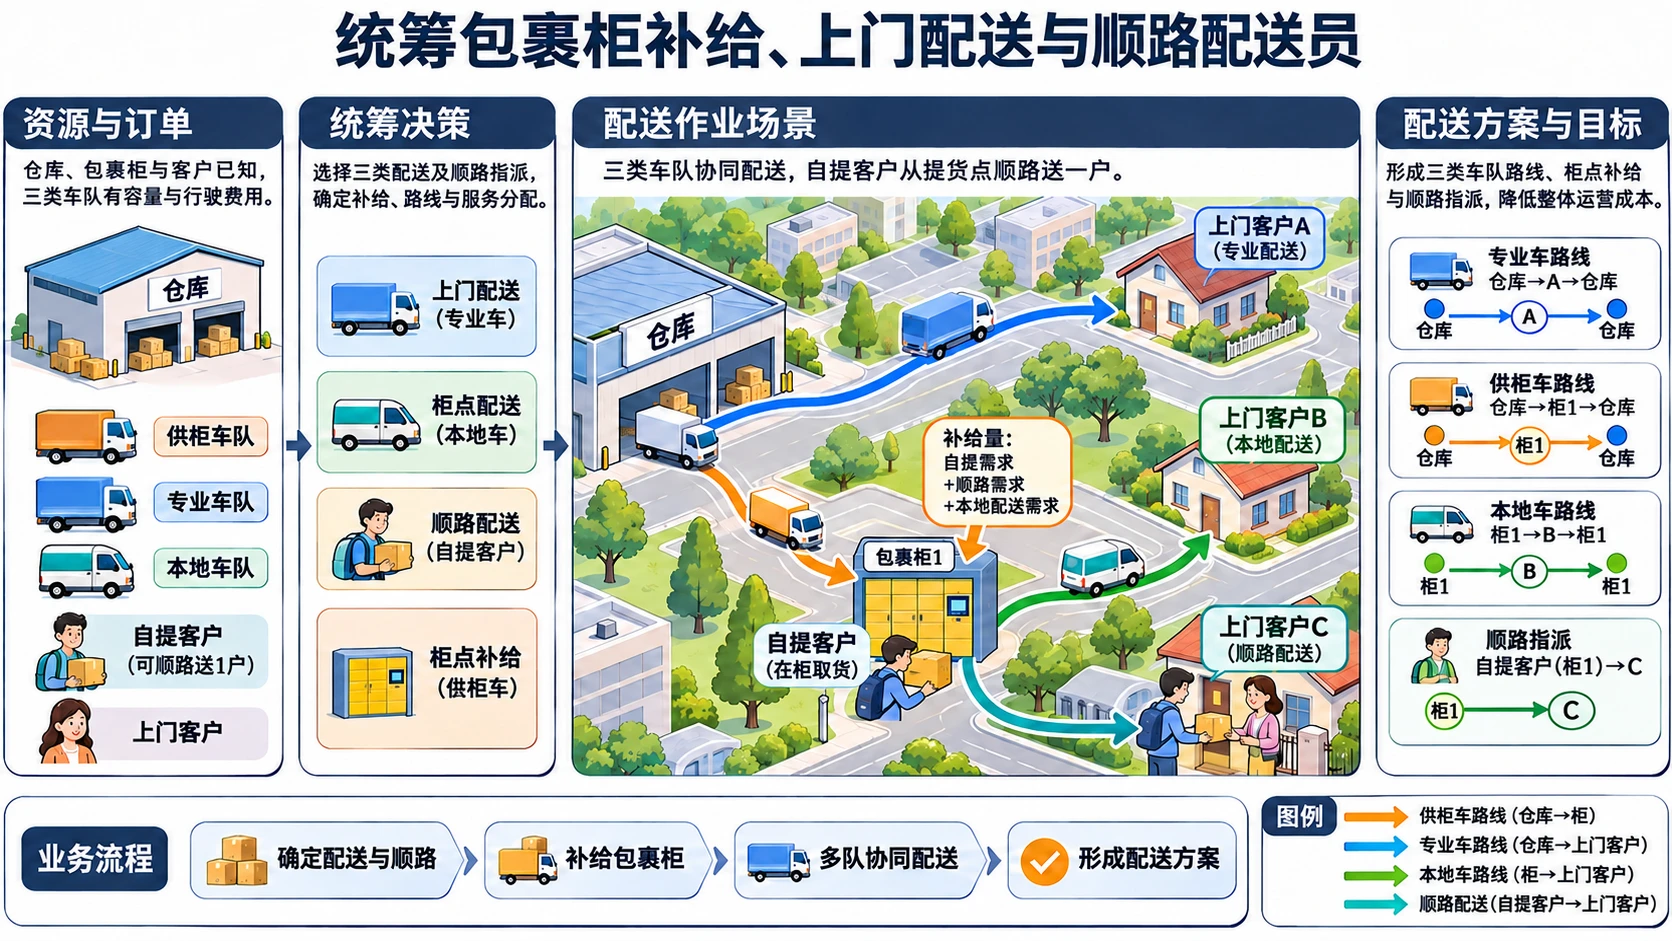 统筹包裹柜补给、上门配送与顺路配送员
资源与订单
仓库、包裹柜与客户已知，
三类车队有容量与行驶费用。
仓库
供柜车队
专业车队
本地车队
自提客户
(可顺路送1户)
上门客户
统筹决策
选择三类配送及顺路指派，
确定补给、路线与服务分配。
上门配送
(专业车)
柜点配送
(本地车)
顺路配送
(自提客户)
柜点补给
(供柜车)
配送作业场景
三类车队协同配送，自提客户从提货点顺路送一户。
仓库
上门客户A
(专业配送)
上门客户B
(本地配送)
补给量：
自提需求
+顺路需求
+本地配送需求
包裹柜1
自提客户
(在柜取货)
上门客户C
(顺路配送)
配送方案与目标
形成三类车队路线、柜点补给
与顺路指派，降低整体运营成本。
专业车路线
仓库→A→仓库
A
仓库 仓库
供柜车路线
仓库→柜1→仓库
柜1
仓库 仓库
本地车路线
柜1→B→柜1
B
柜1 柜1
顺路指派
自提客户(柜1)→C
柜1 C
业务流程
确定配送与顺路
补给包裹柜
多队协同配送
形成配送方案
图例
供柜车路线(仓库→柜)
专业车路线(仓库→上门客户)
本地车路线(柜→上门客户)
顺路配送(自提客户→上门客户)